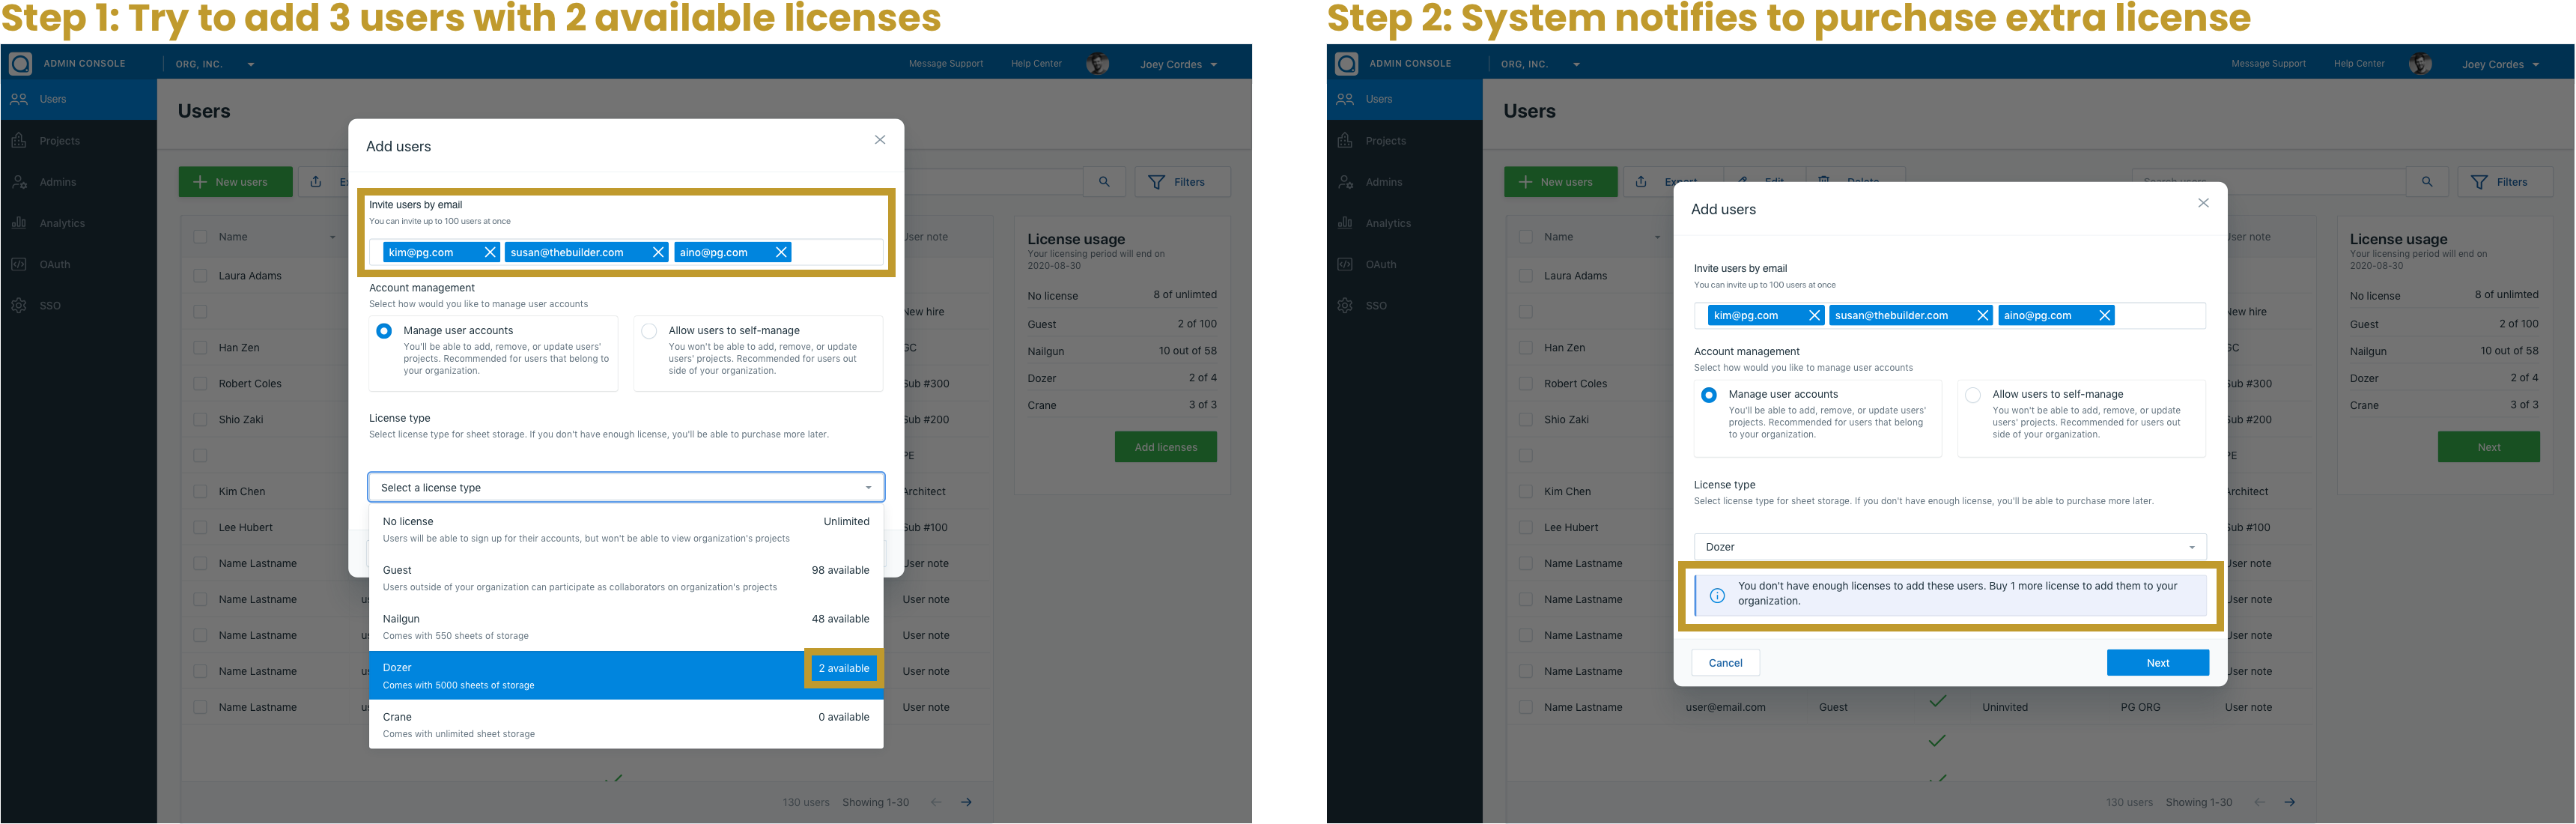 Step 1: Try to add 3 users with 2 available licenses
ADMIN CONSOLE
ORG, INC.
Message Support
Help Center
Joey Cordes
Users
Projects
Admins
Analytics
OAuth
SSO
Users
New users
Filters
Name
User note
Laura Adams
New hire
Han Zen
GC
Robert Coles
Sub #300
Shio Zaki
Sub #200
PE
Kim Chen
Architect
Lee Hubert
Sub #100
Name Lastname
User note
Name Lastname
User note
Name Lastname
User note
Name Lastname
User note
Name Lastname
User note
130 users
Showing 1-30
License usage
Your licensing period will end on
2020-08-30
No license 8 of unlimted
Guest 2 of 100
Nailgun 10 out of 58
Dozer 2 of 4
Crane 3 of 3
Add licenses
Add users
Invite users by email
You can invite up to 100 users at once
kim@pg.com susan@thebuilder.com aino@pg.com
Account management
Select how would you like to manage user accounts
Manage user accounts
You'll be able to add, remove, or update users'
projects. Recommended for users that belong to
your organization.
Allow users to self-manage
You won't be able to add, remove, or update
users' projects. Recommended for users out
side of your organization.
License type
Select license type for sheet storage. If you don't have enough license, you'll be able to purchase more later.
Select a license type
No license Unlimited
Users will be able to sign up for their accounts, but won't be able to view organization's projects
Guest 98 available
Users outside of your organization can participate as collaborators on organization's projects
Nailgun 48 available
Comes with 550 sheets of storage
Dozer 2 available
Comes with 5000 sheets of storage
Crane 0 available
Comes with unlimited sheet storage
Step 2: System notifies to purchase extra license
ADMIN CONSOLE
ORG, INC.
Message Support
Help Center
Joey Cordes
Users
Projects
Admins
Analytics
OAuth
SSO
Users
New users
Export
Edit
Delete
Search users
Filters
Name
User note
Laura Adams
New hire
Han Zen
GC
Robert Coles
Sub #300
Shio Zaki
Sub #200
PE
Kim Chen
Architect
Lee Hubert
Sub #100
Name Lastname
User note
Name Lastname
User note
Name Lastname
User note
Name Lastname
User note
Name Lastname user@email.com Guest Uninvited PG ORG User note
130 users
Showing 1-30
License usage
Your licensing period will end on
2020-08-30
No license 8 of unlimted
Guest 2 of 100
Nailgun 10 out of 58
Dozer 2 of 4
Crane 3 of 3
Next
Add users
Invite users by email
You can invite up to 100 users at once
kim@pg.com susan@thebuilder.com aino@pg.com
Account management
Select how would you like to manage user accounts
Manage user accounts
You'll be able to add, remove, or update users'
projects. Recommended for users that belong
to your organization.
Allow users to self-manage
You won't be able to add, remove, or update
users' projects. Recommended for users out
side of your organization.
License type
Select license type for sheet storage. If you don't have enough license, you'll be able to purchase more later.
Dozer
You don't have enough licenses to add these users. Buy 1 more license to add them to your
organization.
Cancel
Next